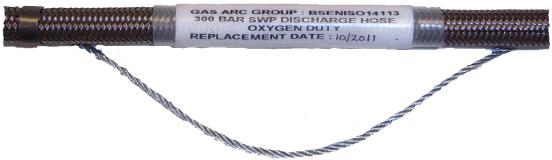 GAS ARC GROUP : BSENISO14113
300 BAR SWP DISCHARGE HOSE
OXYGEN DUTY
REPLACEMENT DATE : 10/2011